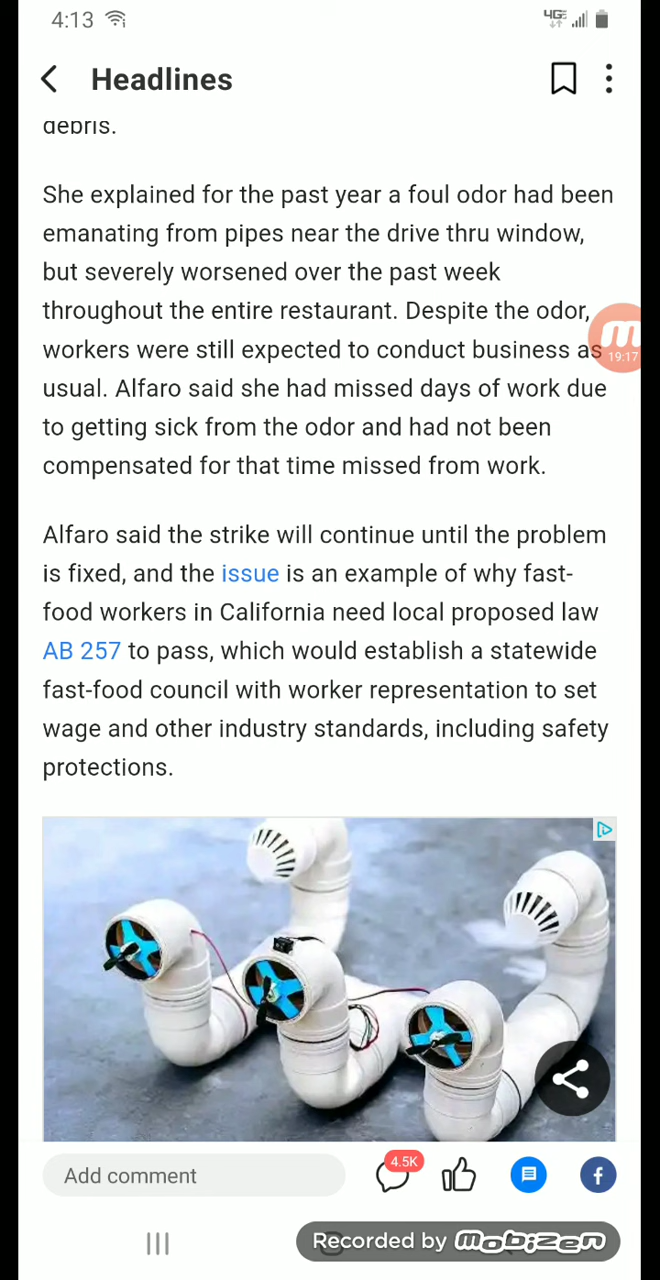 4:13
4GE
Headlines
debris.
She explained for the past year a foul odor had been
emanating from pipes near the drive thru window,
but severely worsened over the past week
throughout the entire restaurant. Despite the odor,
workers were still expected to conduct business as
usual. Alfaro said she had missed days of work due
to getting sick from the odor and had not been
compensated for that time missed from work.
m
19:17
Alfaro said the strike will continue until the problem
is fixed, and the issue is an example of why fast-
food workers in California need local proposed law
AB 257 to pass, which would establish a statewide
fast-food council with worker representation to set
wage and other industry standards, including safety
protections.
Add comment
4.5K
f
Recorded by mobizen